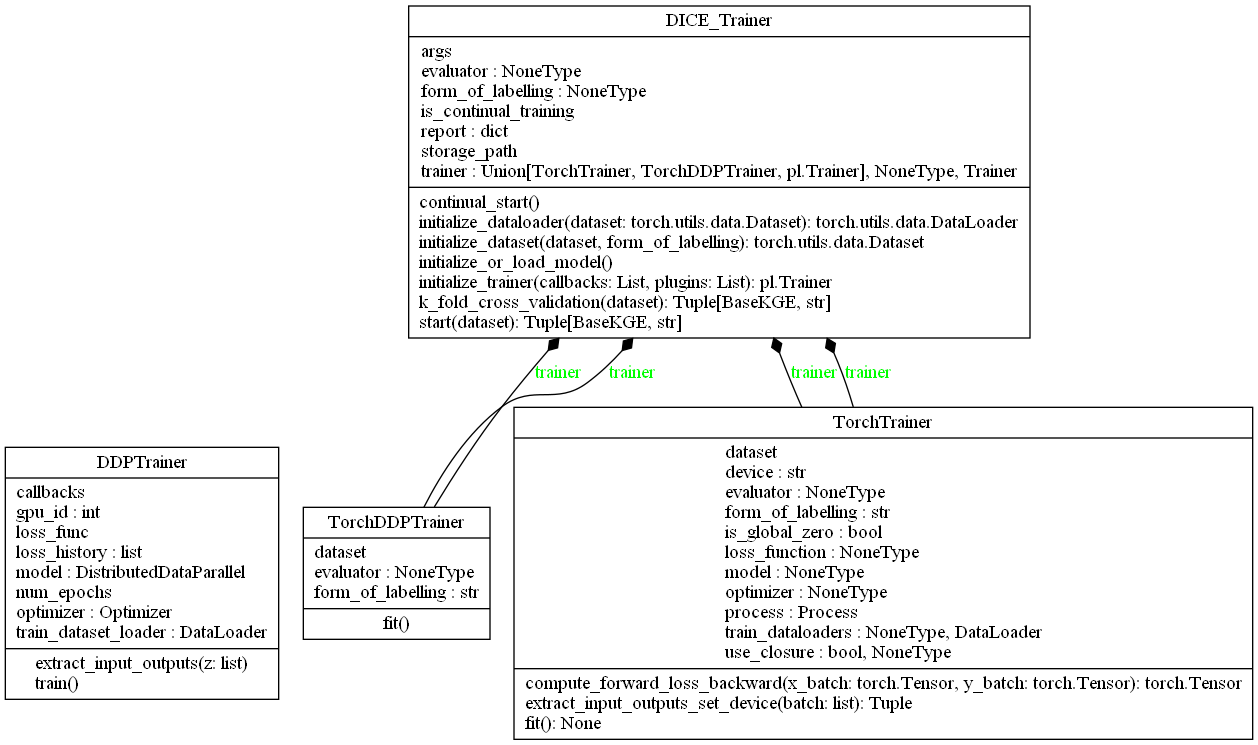 DICE_Trainer
args
evaluator : NoneType
form_of_labelling : NoneType
is_continual_training
report : dict
storage_path
trainer : Union[TorchTrainer, TorchDDPTrainer, pl.Trainer], NoneType, Trainer
continual_start()
initialize_dataloader(dataset: torch.utils.data.Dataset): torch.utils.data.DataLoader
initialize_dataset(dataset, form_of_labelling): torch.utils.data.Dataset
initialize_or_load_model()
initialize_trainer(callbacks: List, plugins: List): pl.Trainer
k_fold_cross_validation(dataset): Tuple[BaseKGE, str]
start(dataset): Tuple[BaseKGE, str]
trainer trainer trainer trainer
DDPTrainer
callbacks
gpu_id : int
loss_func
loss_history : list
model : DistributedDataParallel
num_epochs
optimizer : Optimizer
train_dataset_loader : DataLoader
extract_input_outputs(z: list)
train()
TorchDDPTrainer
dataset
evaluator : NoneType
form_of_labelling : str
fit()
TorchTrainer
dataset
device : str
evaluator : NoneType
form_of_labelling : str
is_global_zero : bool
loss_function : NoneType
model : NoneType
optimizer : NoneType
process : Process
train_dataloaders : NoneType, DataLoader
use_closure : bool, NoneType
compute_forward_loss_backward(x_batch: torch.Tensor, y_batch: torch.Tensor): torch.Tensor
extract_input_outputs_set_device(batch: list): Tuple
fit(): None